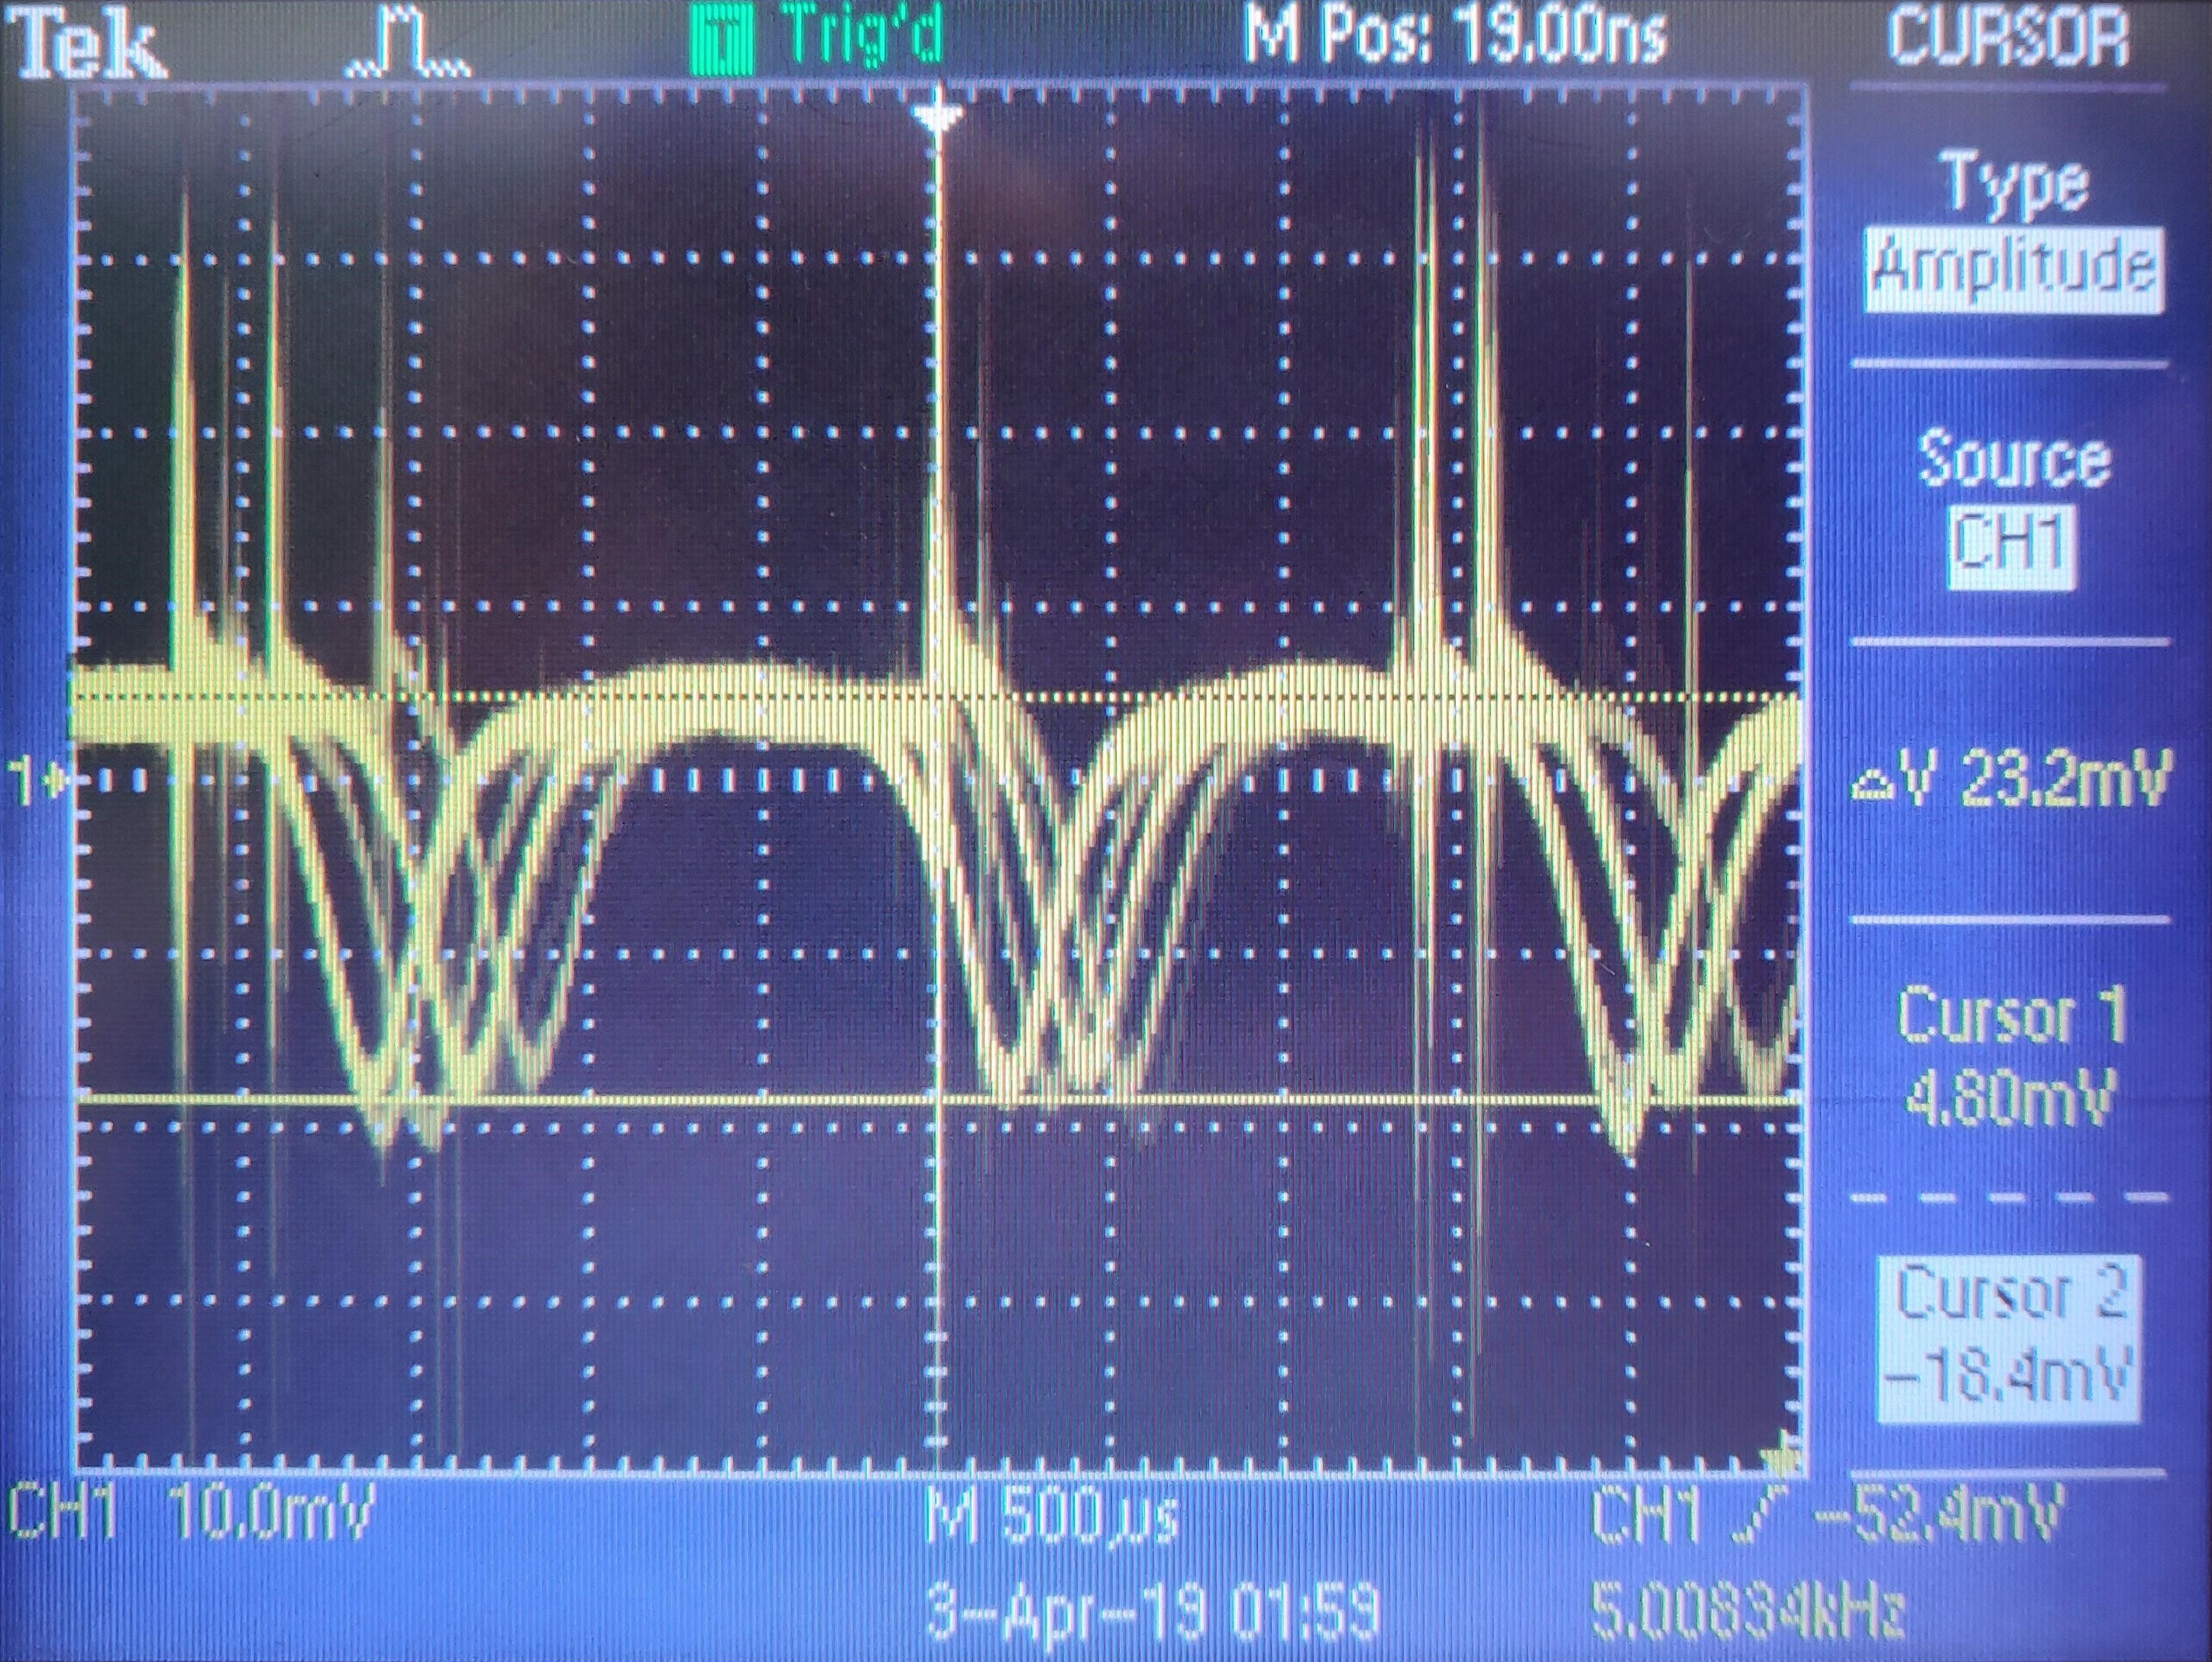 Tek T Trig'd M Pos: 19.00ns CURSOR
Type
Amplitude
Source
CH1
1
△V 23.2mV
Cursor 1
4.80mV
Cursor 2
-18.4mV
CH1 10.0mV M 500µs CH1 -52.4mV
3-Apr-19 01:59 5.00834kHz